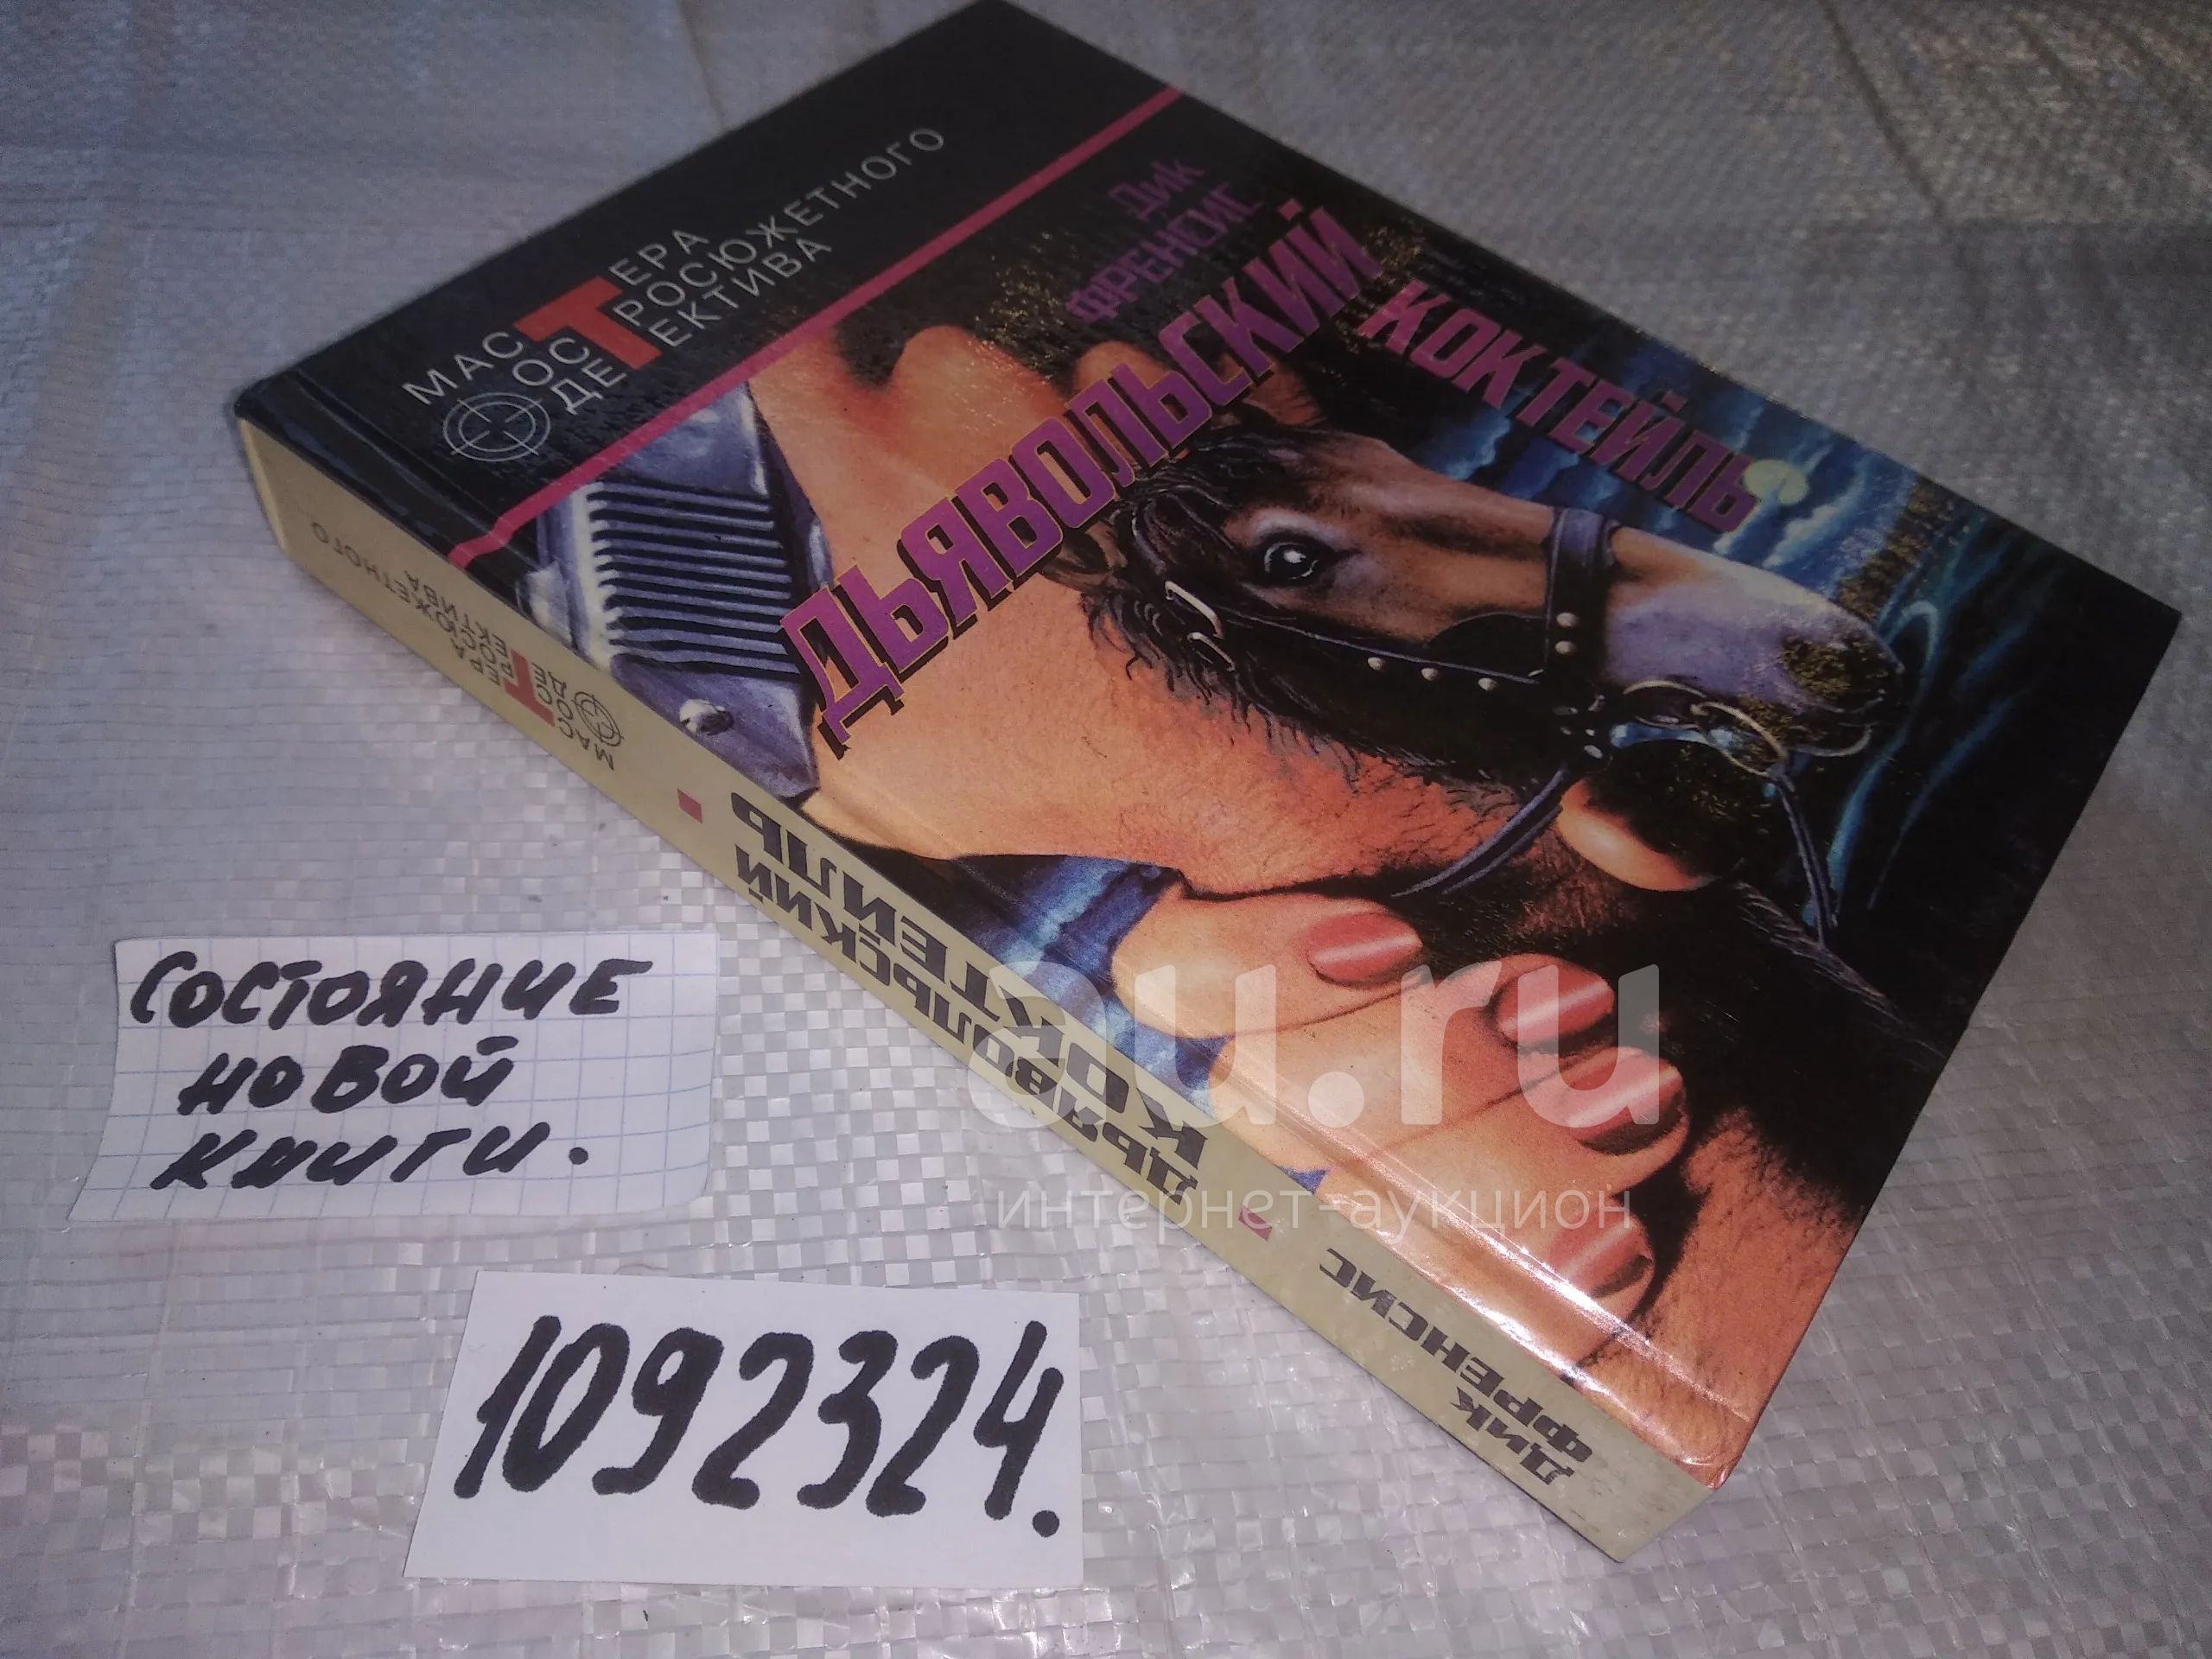 МАСТЕРА
ОСТРОСЮЖЕТНОГО
ДЕТЕКТИВА
ДИК
ФРЕНСИС
ДЬЯВОЛЬСКИЙ
КОКТЕЙЛЬ
МАСТЕРА
ОСТРОСЮЖЕТНОГО
ДЕТЕКТИВА
ДЬЯВОЛЬСКИЙ
КОКТЕЙЛЬ
ДИК
ФРЕНСИС
СОСТОЯНИЕ
НОВОЙ
КНИГИ.
1092324.
au.ru
интернет-аукцион